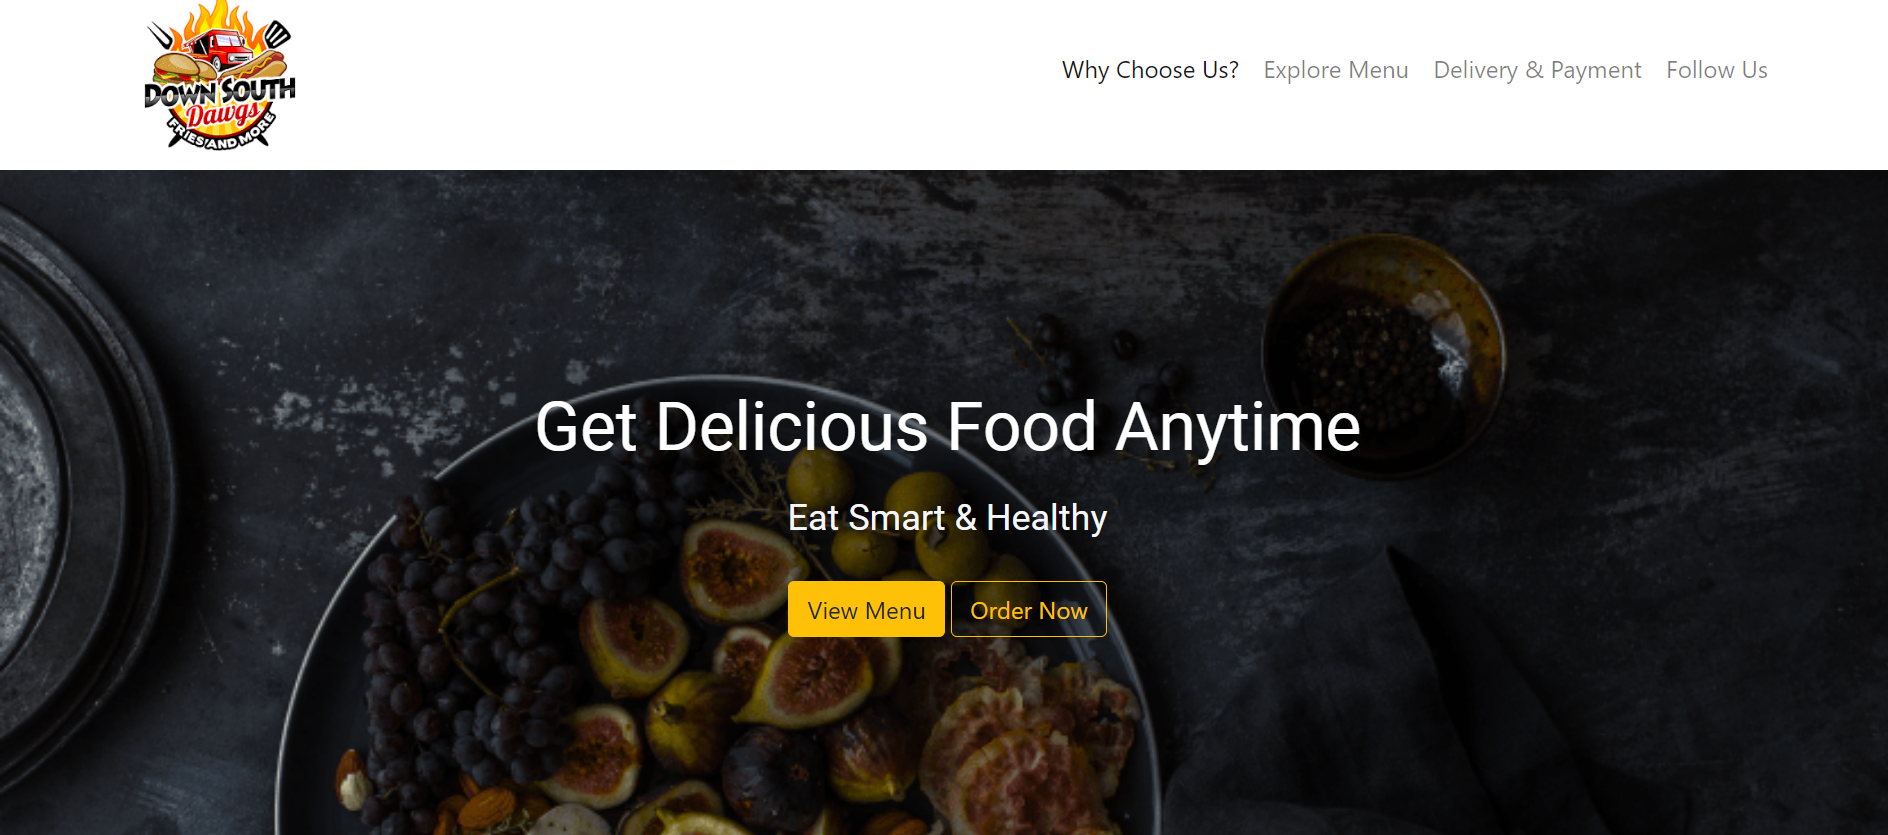 DOWN SOUTH
Dawgs
FRIES AND MORE
Why Choose Us? Explore Menu Delivery & Payment Follow Us
Get Delicious Food Anytime
Eat Smart & Healthy
View Menu Order Now